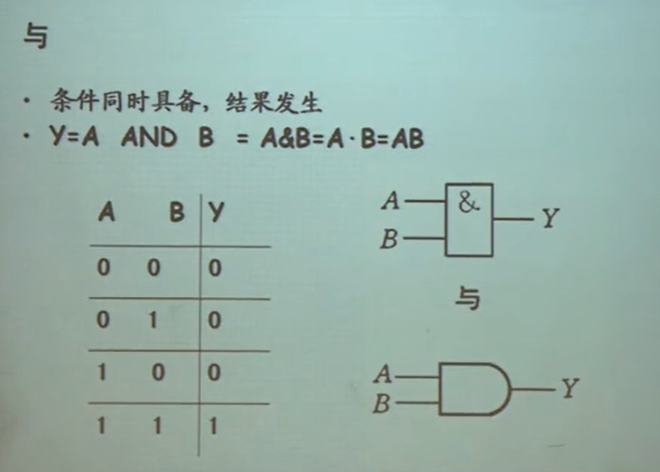 与
· 条件同时具备，结果发生
· Y=A AND B = A&B=A·B=AB
A B Y
0 0 0
0 1 0
1 0 0
1 1 1
A & Y
B
与
A Y
B